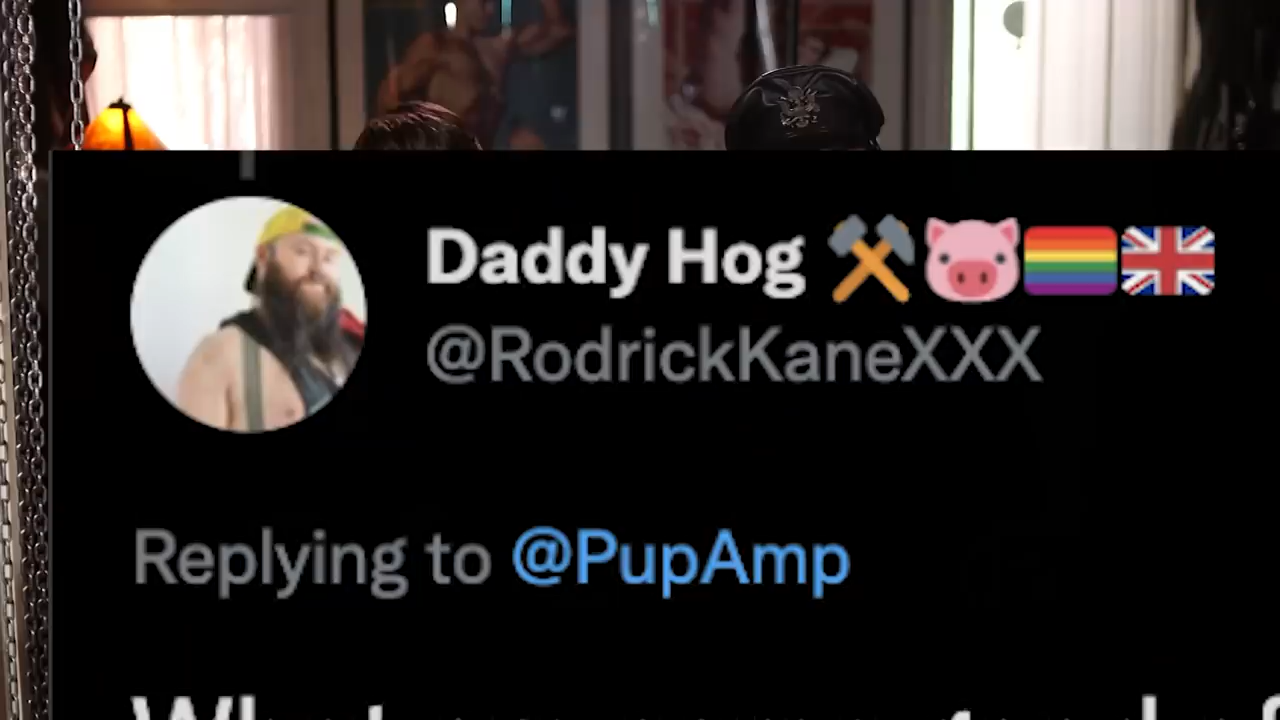 Daddy Hog ⚒️🐷🏳️‍🌈🇬🇧
@RodrickKaneXXX
Replying to @PupAmp